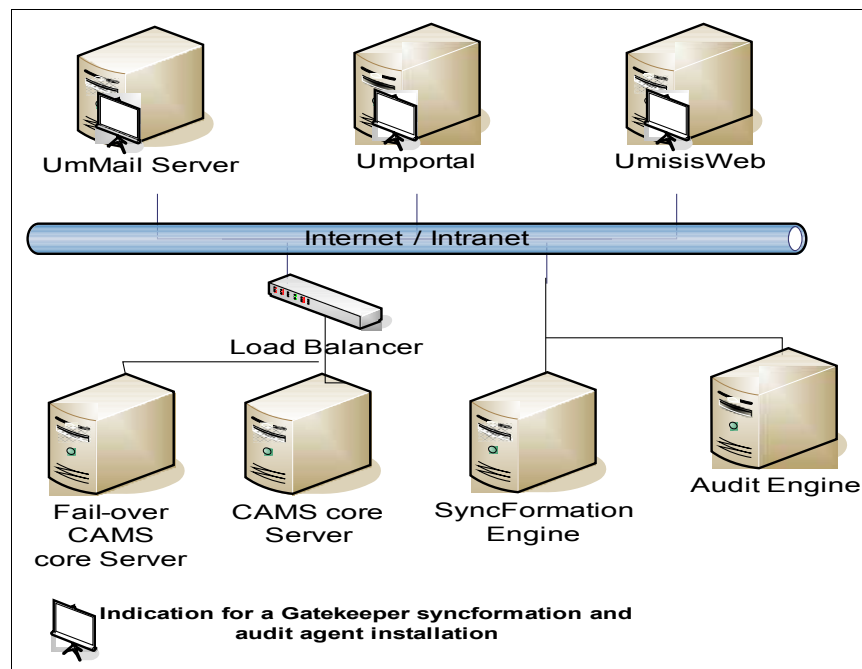 UmMail Server
Umportal
UmisisWeb
Internet / Intranet
Load Balancer
Fail-over
CAMS
core Server
CAMS core
Server
SyncFormation
Engine
Audit Engine
Indication for a Gatekeeper syncformation and
audit agent installation